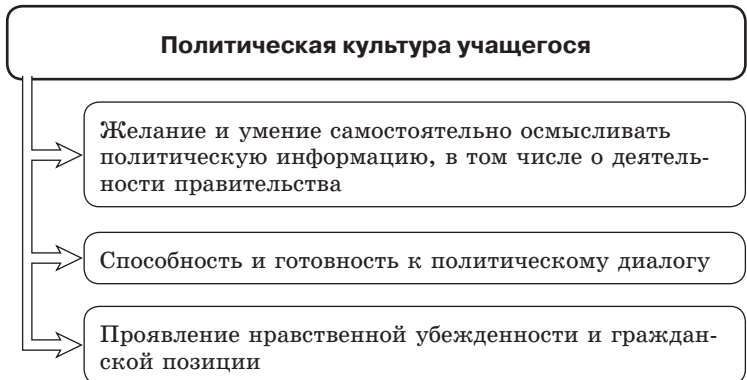 Политическая культура учащегося
Желание и умение самостоятельно осмысливать
политическую информацию, в том числе о деятель-
ности правительства
Способность и готовность к политическому диалогу
Проявление нравственной убежденности и граждан-
ской позиции